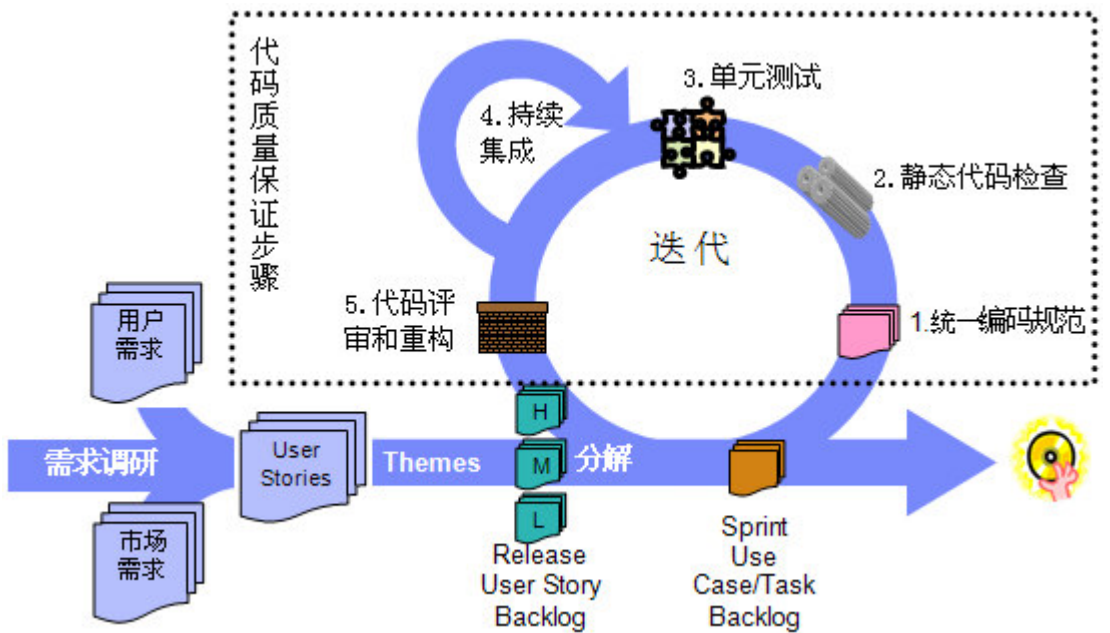 代码质量保证步骤
3.单元测试
4.持续
集成
2.静态代码检查
迭代
5.代码评
审和重构
1.统一编码规范
用户
需求
需求调研
User
Stories
Themes
H
M
L
分解
市场
需求
Release
User Story
Backlog
Sprint
Use
Case/Task
Backlog